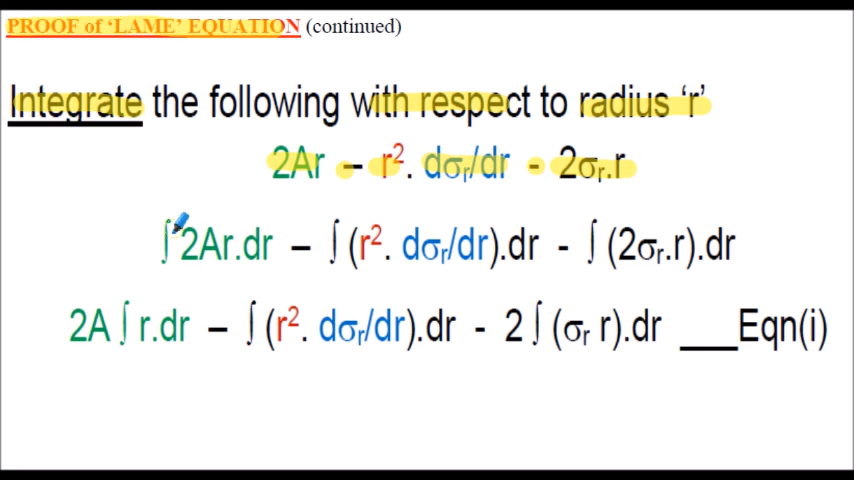 PROOF of ‘LAME’ EQUATION (continued)
Integrate the following with respect to radius ‘r’
2Ar – r². dσᵣ/dr - 2σᵣ.r
∫ 2Ar.dr – ∫ (r². dσᵣ/dr).dr - ∫ (2σᵣ.r).dr
2A ∫ r.dr – ∫ (r². dσᵣ/dr).dr - 2 ∫ (σᵣ r).dr ___Eqn(i)